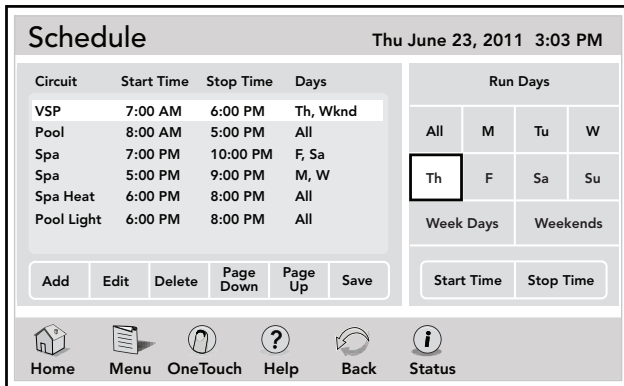 Schedule
Thu June 23, 2011 3:03 PM
Circuit Start Time Stop Time Days
VSP 7:00 AM 6:00 PM Th, Wknd
Pool 8:00 AM 5:00 PM All
Spa 7:00 PM 10:00 PM F, Sa
Spa 5:00 PM 9:00 PM M, W
Spa Heat 6:00 PM 8:00 PM All
Pool Light 6:00 PM 8:00 PM All
Add Edit Delete Page Down Page Up Save
Run Days
All M Tu W
Th F Sa Su
Week Days Weekends
Start Time Stop Time
? i
Home Menu OneTouch Help Back Status